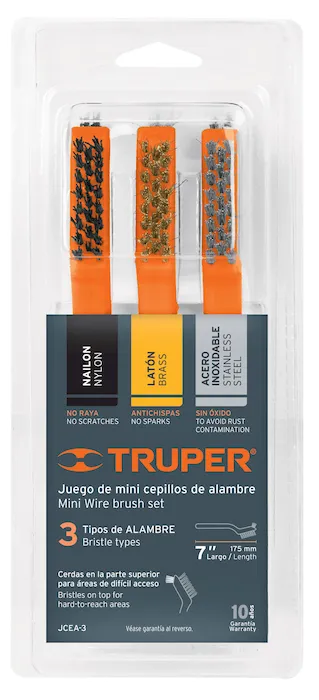 NAILON
NYLON
LATÓN
BRASS
ACERO
INOXIDABLE
STAINLESS
STEEL
NO RAYA
NO SCRATCHES
ANTICHISPAS
NO SPARKS
SIN ÓXIDO
TO AVOID RUST
CONTAMINATION
TRUPER®
Juego de mini cepillos de alambre
Mini Wire brush set
3 Tipos de ALAMBRE
Bristle types
7" 175 mm
Largo / Length
Cerdas en la parte superior
para áreas de difícil acceso
Bristles on top for
hard-to-reach areas
10 años
Garantía
Warranty
JCEA-3
Véase garantía al reverso.